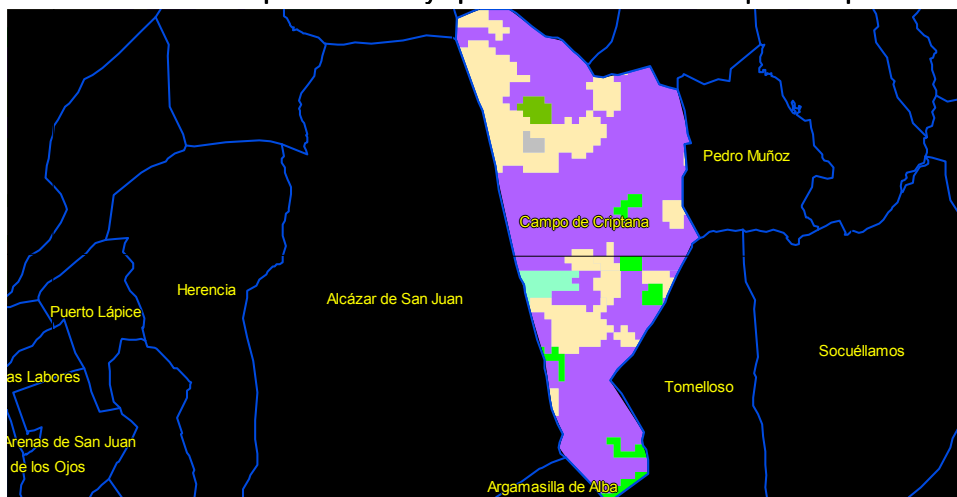 Pedro Muñoz
Campo de Criptana
Herencia
Alcázar de San Juan
Puerto Lápice
Socuéllamos
as Labores
Tomelloso
Arenas de San Juan
de los Ojos
Argamasilla de Alba